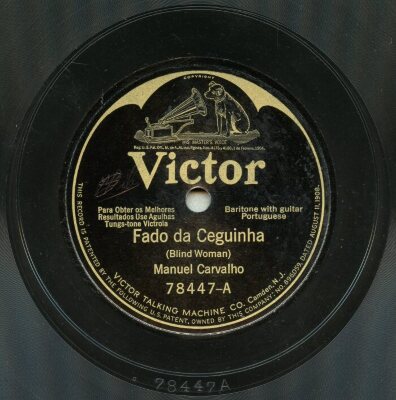 COPYRIGHT
HIS MASTER'S VOICE
Victor
Para Obter os Melhores
Resultados Use Agulhas
Tungs-tone Victrola
Baritone with guitar
Portuguese
Fado da Ceguinha
(Blind Woman)
Manuel Carvalho
78447-A
VICTOR TALKING MACHINE CO. Camden, N.J.
THIS RECORD IS PATENTED BY THE FOLLOWING U.S. PATENT, OWNED BY THIS COMPANY: No. 896059, DATED AUGUST 11, 1908.
78447A